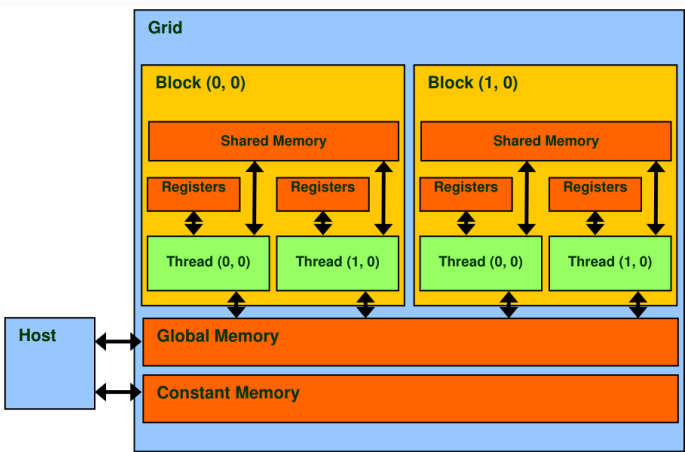 Grid
Block (0, 0)
Block (1, 0)
Shared Memory
Shared Memory
Registers
Registers
Registers
Registers
Thread (0, 0)
Thread (1, 0)
Thread (0, 0)
Thread (1, 0)
Host
Global Memory
Constant Memory